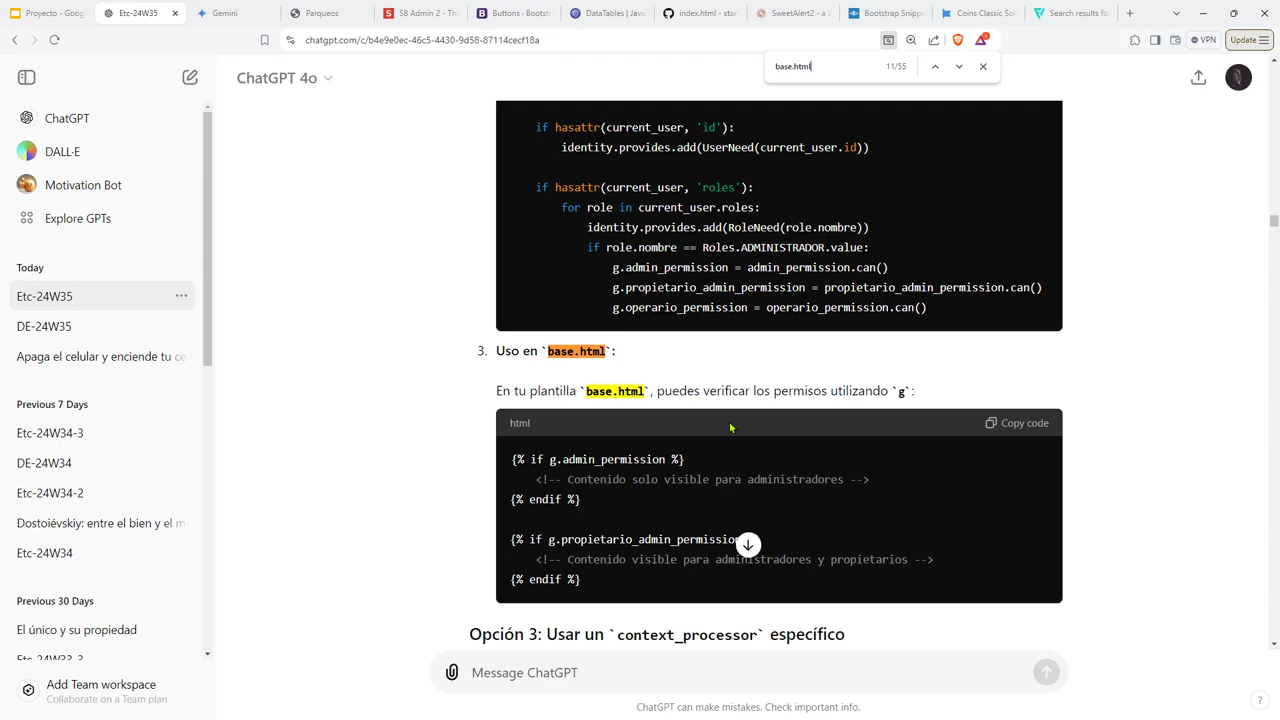 Proyecto - Goog
Etc-24W35
Gemini
Parqueos
SB Admin 2 - The
Buttons - Bootstr
DataTables | Java
index.html - star
SweetAlert2 - a b
Bootstrap Snippe
Coins Classic Sol
Search results for
chatgpt.com/c/b4e9e0ec-46c5-4430-9d58-87114cecf18a
VPN
Update
base.html
11/55
ChatGPT 4o
ChatGPT
DALL·E
Motivation Bot
Explore GPTs
Today
Etc-24W35
DE-24W35
Apaga el celular y enciende tu ce
Previous 7 Days
Etc-24W34-3
DE-24W34
Etc-24W34-2
Dostoiévskiy: entre el bien y el m
Etc-24W34
Previous 30 Days
El único y su propiedad
Etc-24W33-3
Add Team workspace
Collaborate on a Team plan
if hasattr(current_user, 'id'):
identity.provides.add(UserNeed(current_user.id))
if hasattr(current_user, 'roles'):
for role in current_user.roles:
identity.provides.add(RoleNeed(role.nombre))
if role.nombre == Roles.ADMINISTRADOR.value:
g.admin_permission = admin_permission.can()
g.propietario_admin_permission = propietario_admin_permission.can()
g.operario_permission = operario_permission.can()
3. Uso en `base.html`:
En tu plantilla `base.html`, puedes verificar los permisos utilizando `g`:
html
Copy code
{% if g.admin_permission %}
<!-- Contenido solo visible para administradores -->
{% endif %}
{% if g.propietario_admin_permission
<!-- Contenido visible para administradores y propietarios -->
{% endif %}
Opción 3: Usar un `context_processor` específico
Message ChatGPT
ChatGPT can make mistakes. Check important info.
?